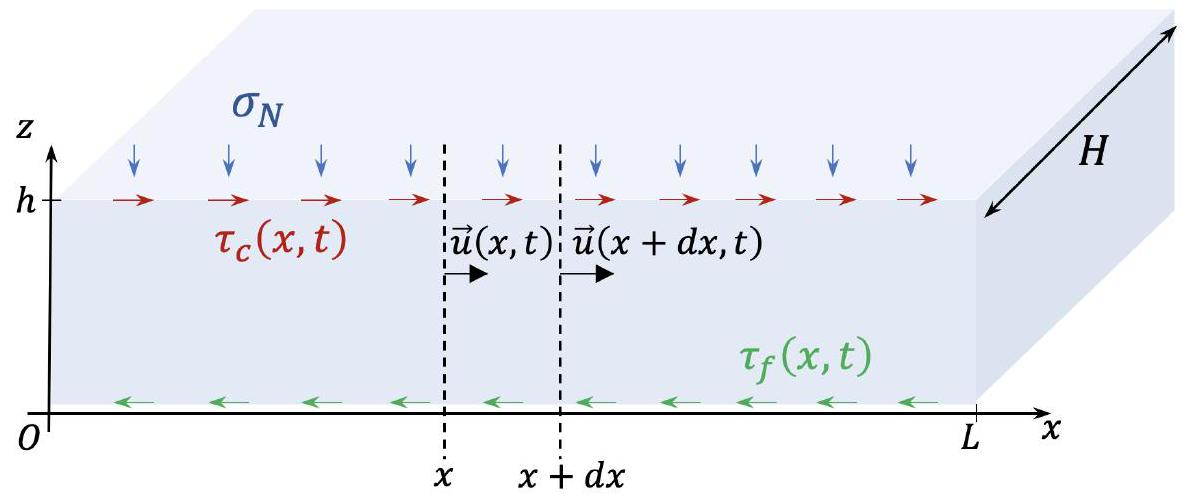 σ_N
z
H
h
τ_c(x, t)
u⃗(x, t)
u⃗(x + dx, t)
τ_f(x, t)
O
L
x
x
x + dx